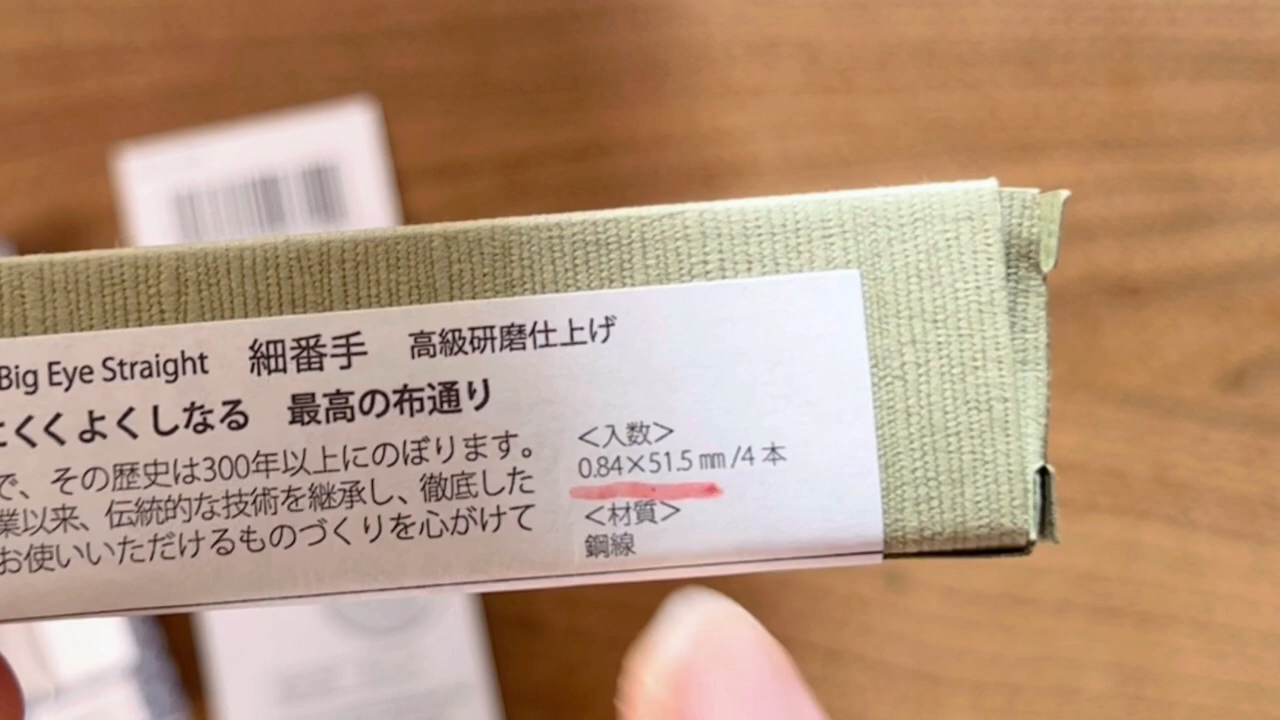 Big Eye Straight 細番手 高級研磨仕上げ
にくくよくしなる 最高の布通り
で、その歴史は300年以上にのぼります。
業以来、伝統的な技術を継承し、徹底した
お使いいただけるものづくりを心がけて
<入数>
0.84×51.5㎜/4本
<材質>
鋼線